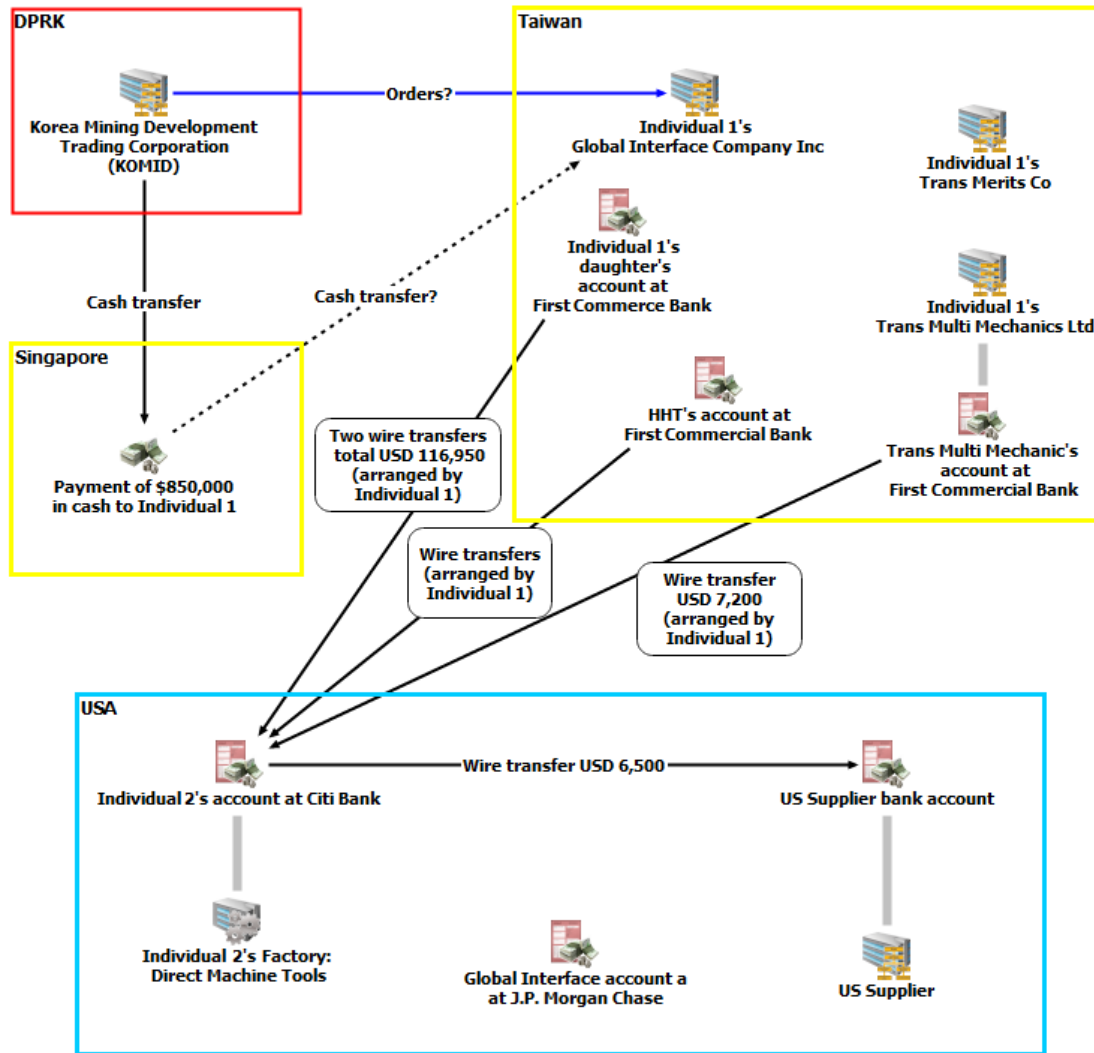 DPRK
Korea Mining Development
Trading Corporation
(KOMID)
Orders?
Taiwan
Individual 1's
Global Interface Company Inc
Individual 1's
Trans Merits Co
Individual 1's
daughter's
account at
First Commerce Bank
Individual 1's
Trans Multi Mechanics Ltd
Cash transfer
Cash transfer?
Singapore
Payment of $850,000
in cash to Individual 1
HHT's account at
First Commercial Bank
Trans Multi Mechanic's
account at
First Commercial Bank
Two wire transfers
total USD 116,950
(arranged by
Individual 1)
Wire transfers
(arranged by
Individual 1)
Wire transfer
USD 7,200
(arranged by
Individual 1)
USA
Individual 2's account at Citi Bank
Wire transfer USD 6,500
US Supplier bank account
Individual 2's Factory:
Direct Machine Tools
Global Interface account a
at J.P. Morgan Chase
US Supplier